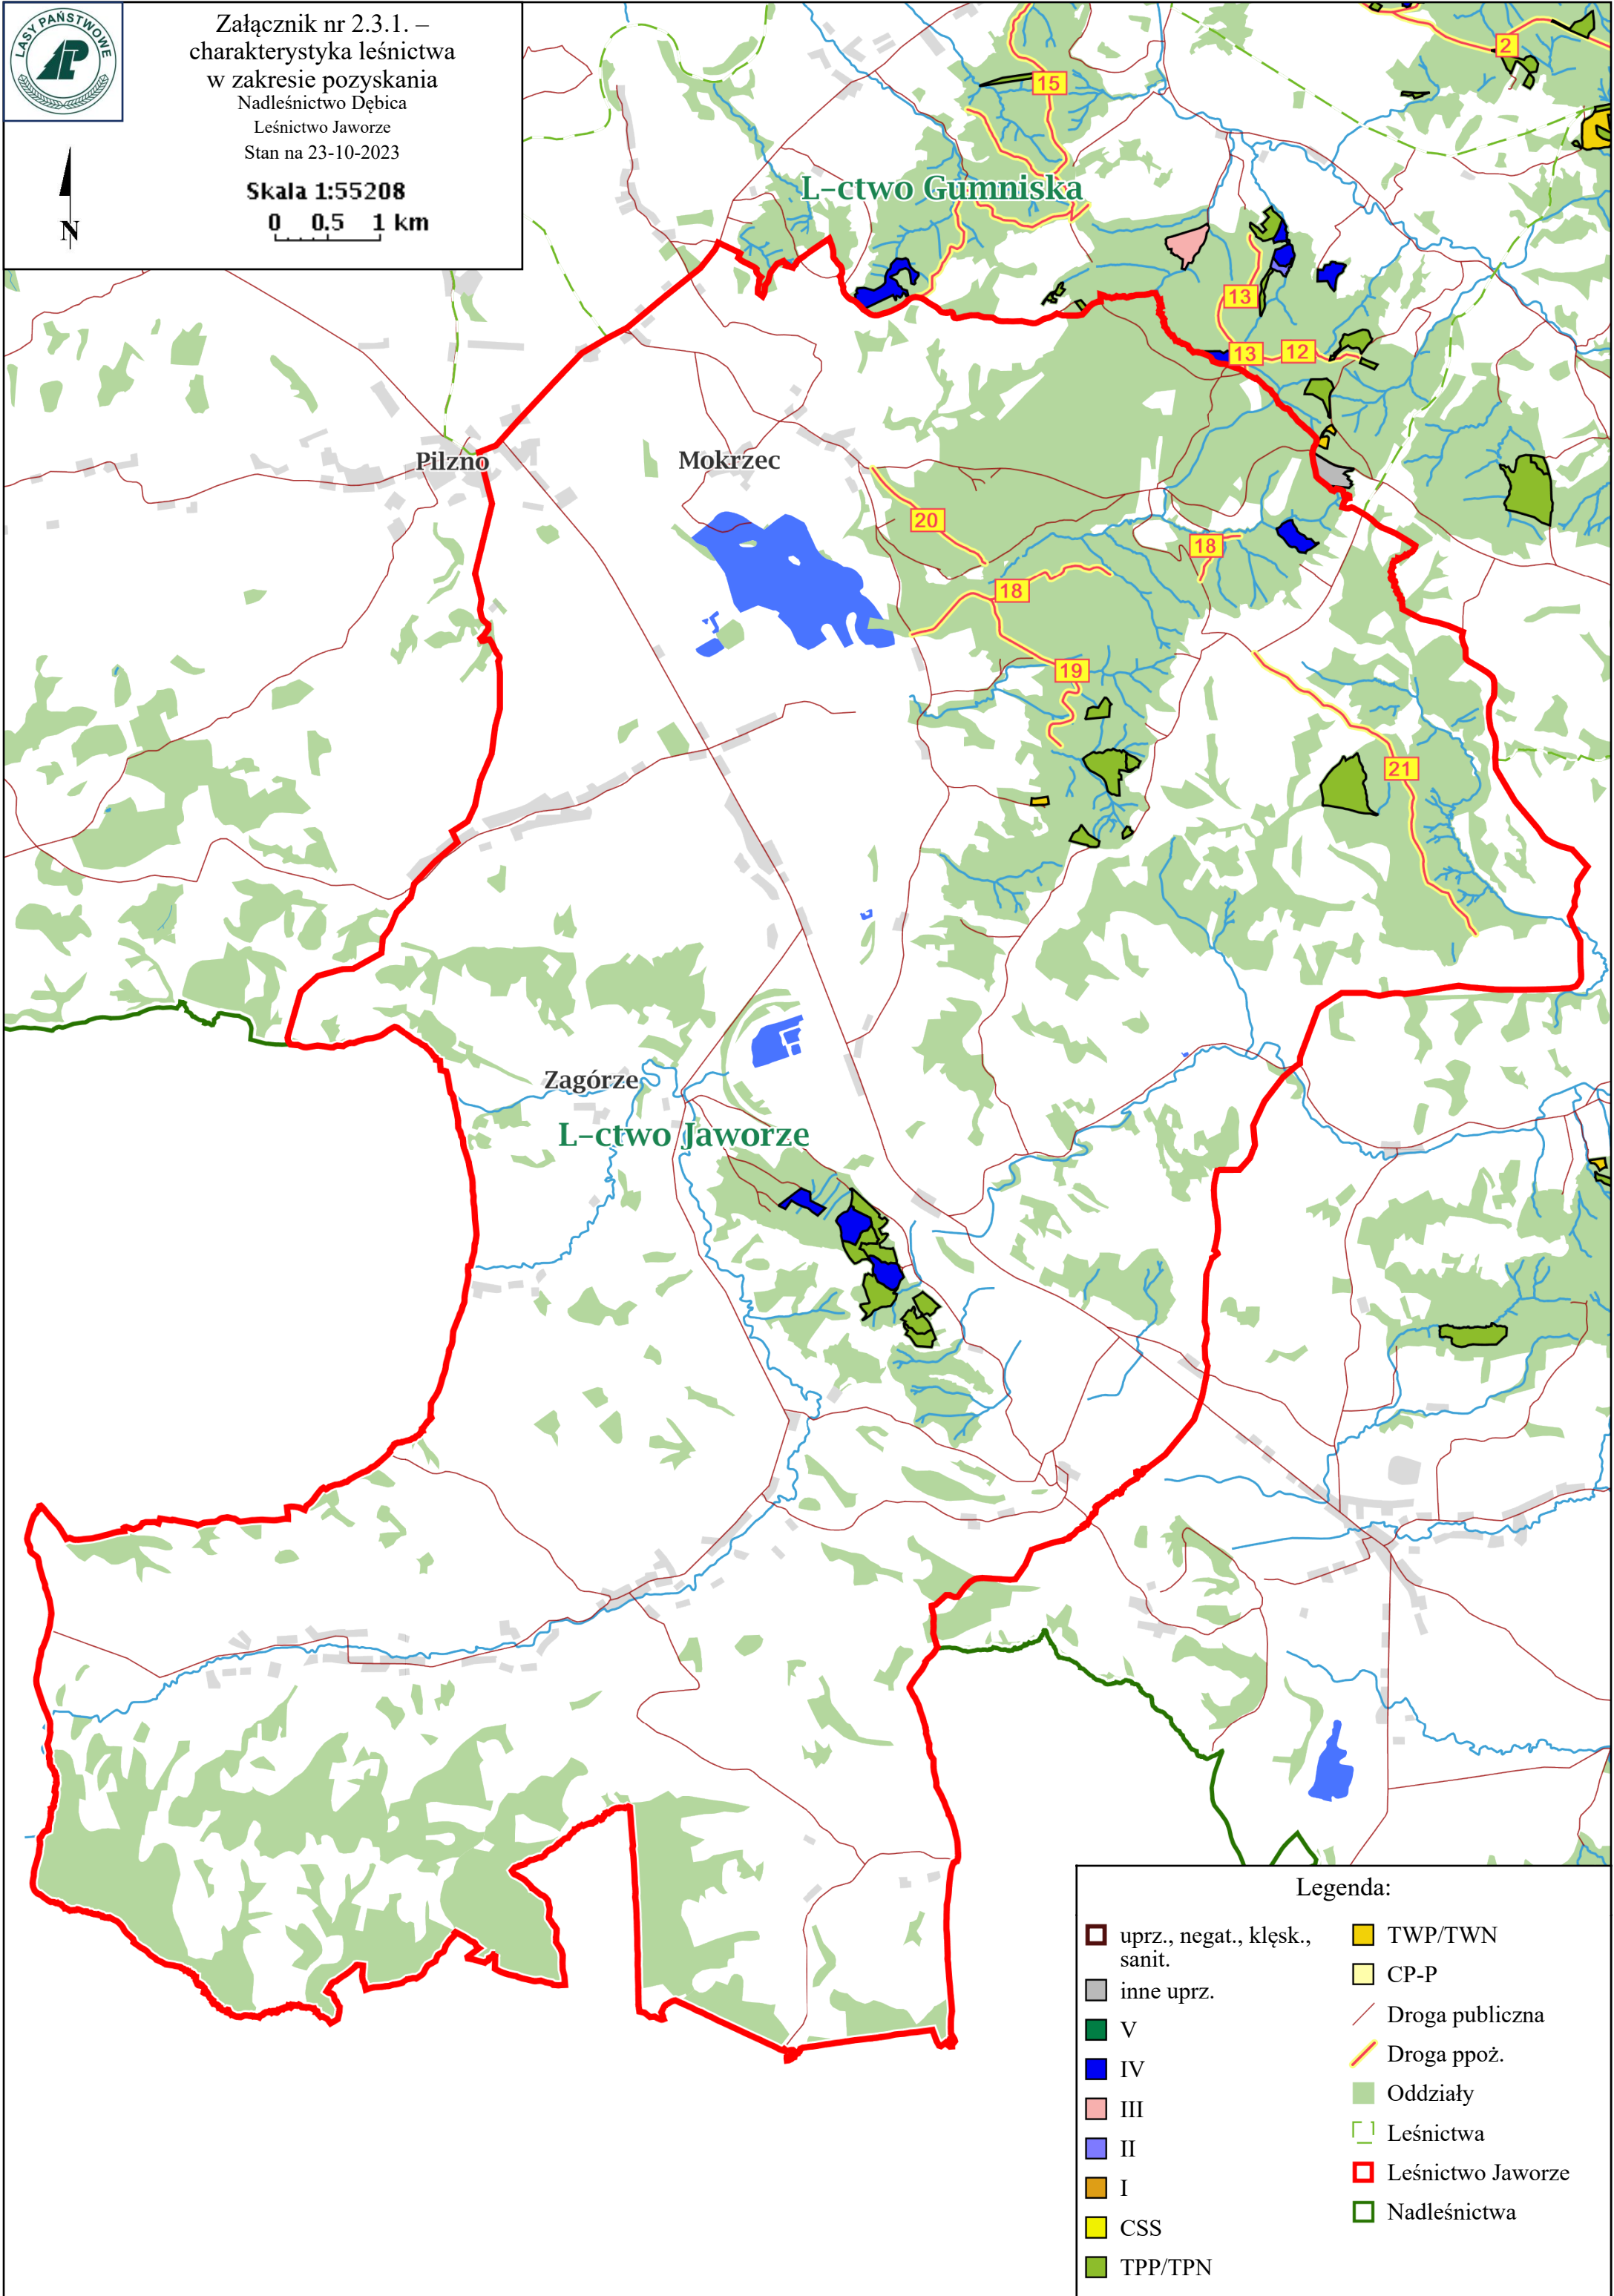 LASY PAŃSTWOWE
Załącznik nr 2.3.1. –
charakterystyka leśnictwa
w zakresie pozyskania
Nadleśnictwo Dębica
Leśnictwo Jaworze
Stan na 23-10-2023
Skala 1:55208
0 0.5 1 km
N
2
15
L-ctwo Gumniska
13
13
12
Pilzno
Mokrzec
20
18
18
19
21
Zagórze
L-ctwo Jaworze
Legenda:
uprz., negat., klęsk.,
sanit.
inne uprz.
V
IV
III
II
I
CSS
TPP/TPN
TWP/TWN
CP-P
Droga publiczna
Droga ppoż.
Oddziały
Leśnictwa
Leśnictwo Jaworze
Nadleśnictwa